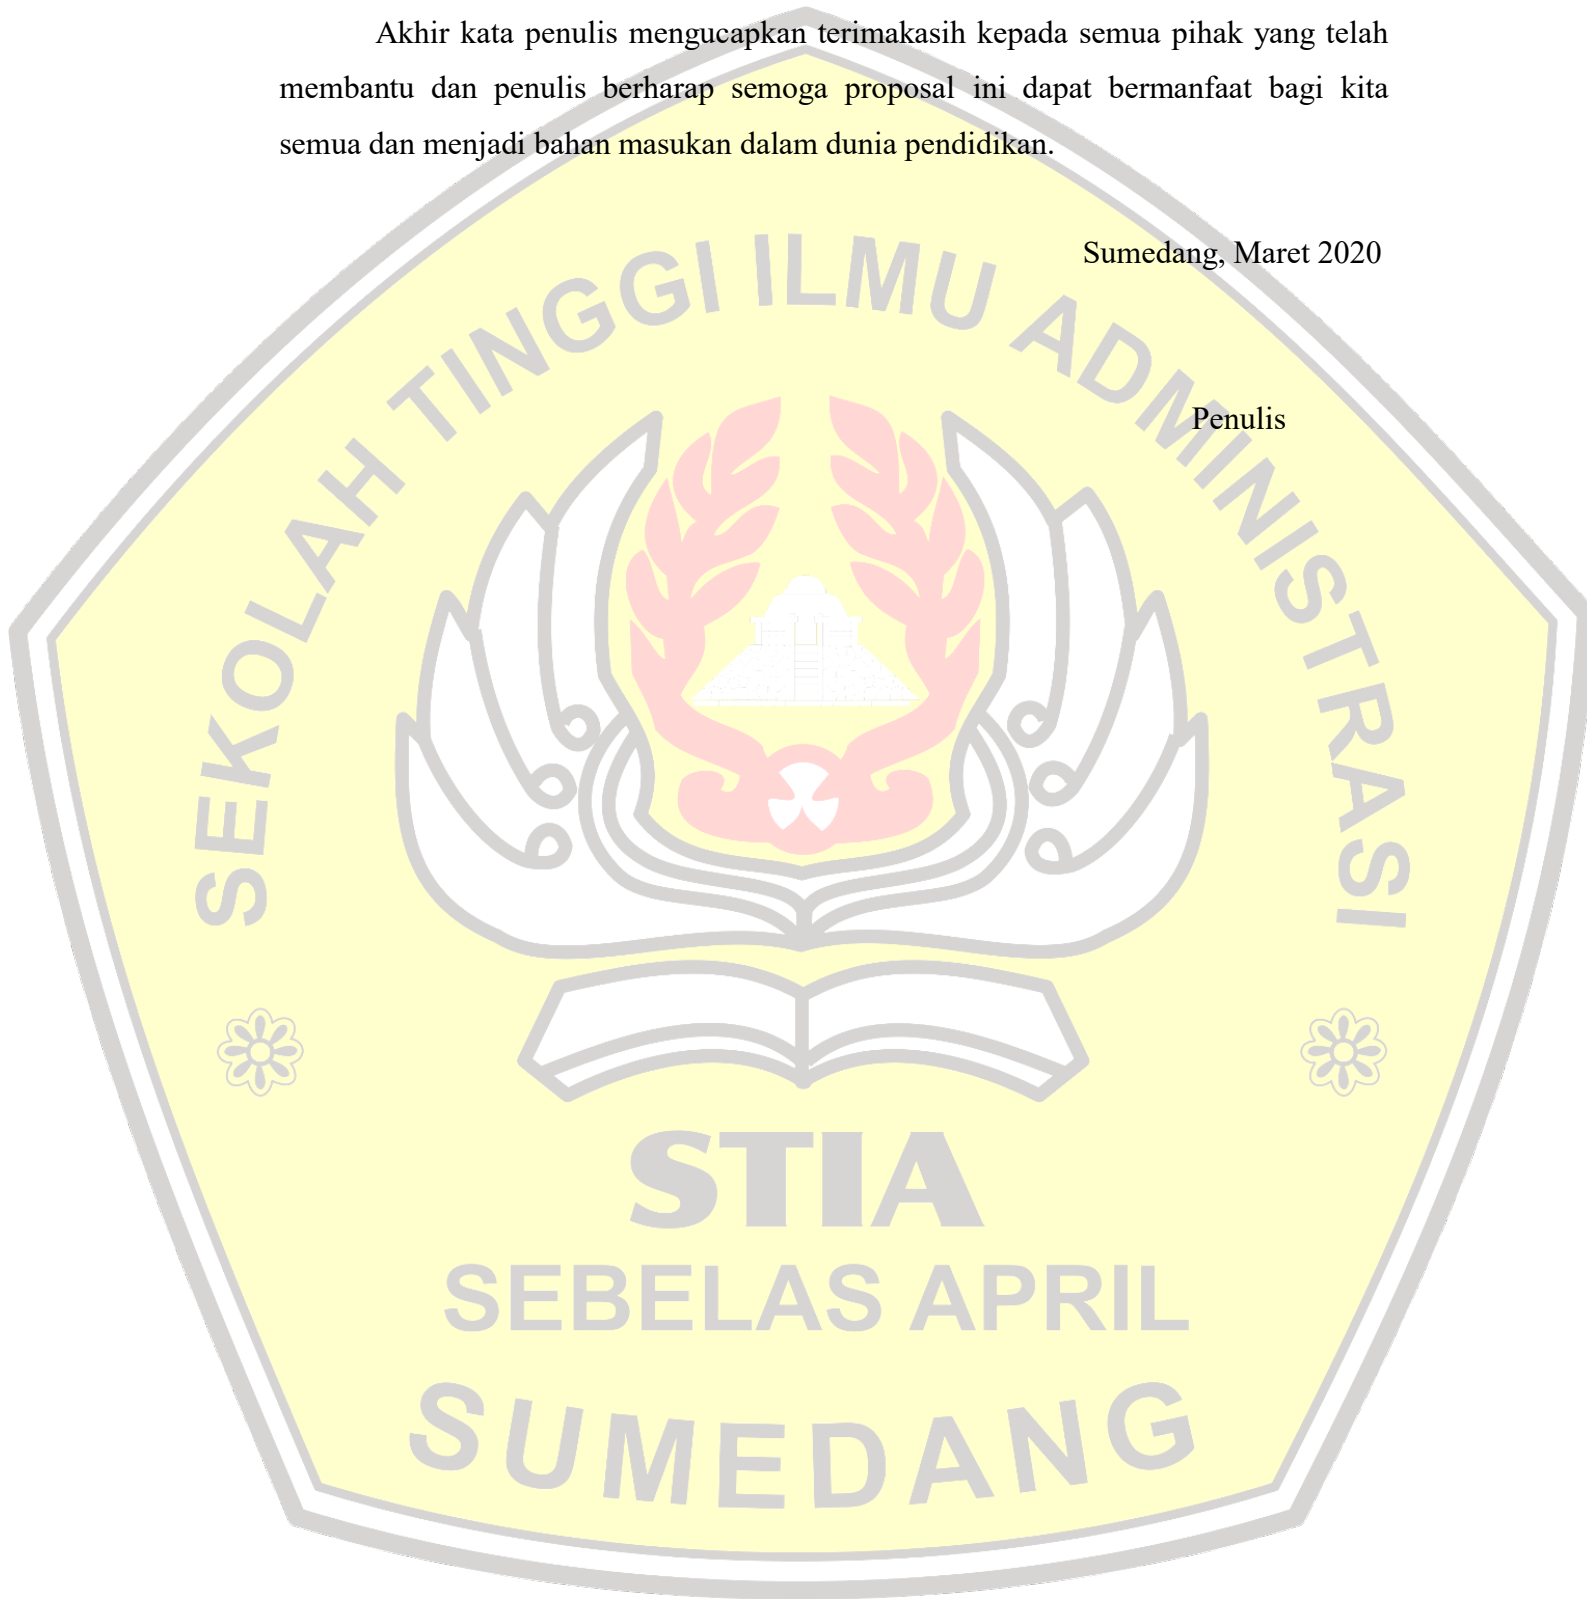 Akhir kata penulis mengucapkan terimakasih kepada semua pihak yang telah
membantu dan penulis berharap semoga proposal ini dapat bermanfaat bagi kita
semua dan menjadi bahan masukan dalam dunia pendidikan.
Sumedang, Maret 2020
Penulis
SEKOLAH TINGGI ILMU ADMINISTRASI
STIA
SEBELAS APRIL
SUMEDANG